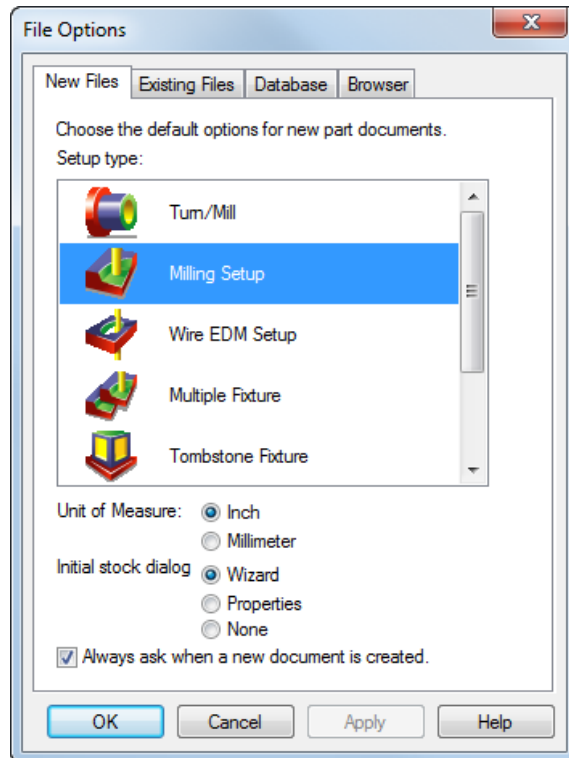 File Options
New Files Existing Files Database Browser
Choose the default options for new part documents.
Setup type:
Turn/Mill
Milling Setup
Wire EDM Setup
Multiple Fixture
Tombstone Fixture
Unit of Measure: Inch
Millimeter
Initial stock dialog Wizard
Properties
None
Always ask when a new document is created.
OK Cancel Apply Help